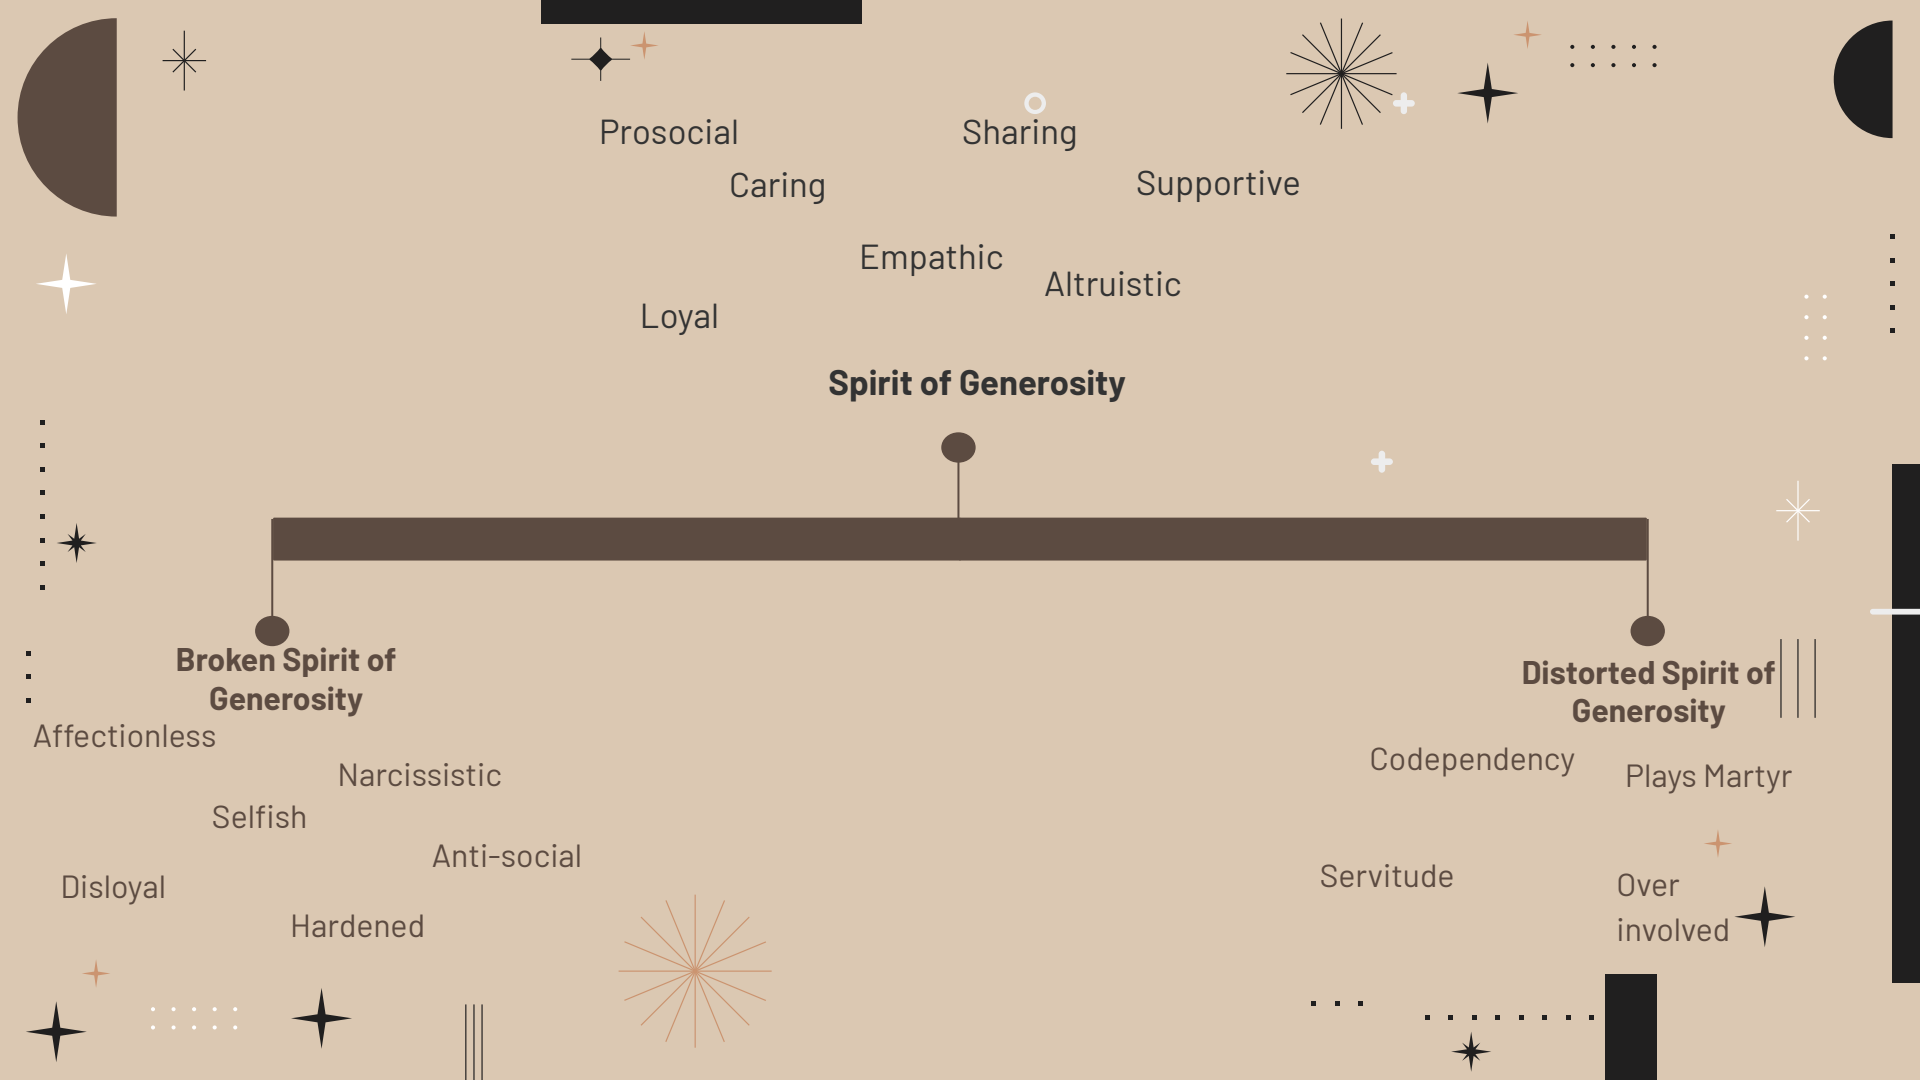 Prosocial
Sharing
Caring
Supportive
Empathic
Altruistic
Loyal
Spirit of Generosity
Broken Spirit of
Generosity
Affectionless
Narcissistic
Selfish
Anti-social
Disloyal
Hardened
Distorted Spirit of
Generosity
Codependency
Plays Martyr
Servitude
Over
involved